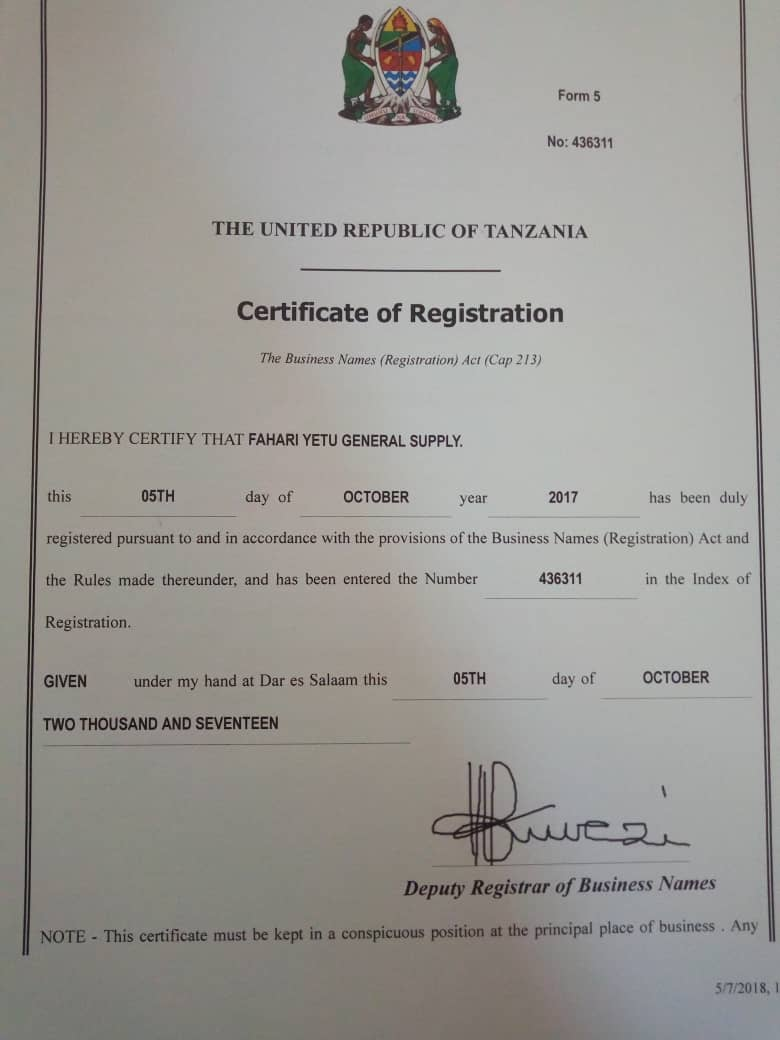 Form 5
No: 436311
THE UNITED REPUBLIC OF TANZANIA
Certificate of Registration
The Business Names (Registration) Act (Cap 213)
I HEREBY CERTIFY THAT FAHARI YETU GENERAL SUPPLY.
this 05TH day of OCTOBER year 2017 has been duly
registered pursuant to and in accordance with the provisions of the Business Names (Registration) Act and
the Rules made thereunder, and has been entered the Number 436311 in the Index of
Registration.
GIVEN under my hand at Dar es Salaam this 05TH day of OCTOBER
TWO THOUSAND AND SEVENTEEN
Deputy Registrar of Business Names
NOTE - This certificate must be kept in a conspicuous position at the principal place of business . Any
5/7/2018, 1